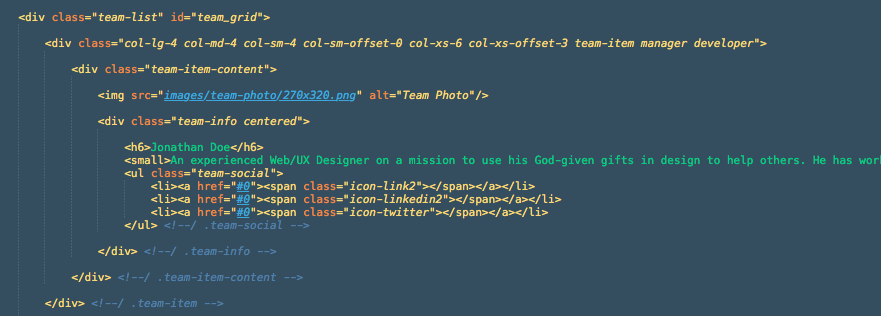 <div class="team-list" id="team_grid">
<div class="col-lg-4 col-md-4 col-sm-4 col-sm-offset-0 col-xs-6 col-xs-offset-3 team-item manager developer">
<div class="team-item-content">
<img src="images/team-photo/270x320.png" alt="Team Photo"/>
<div class="team-info centered">
<h6>Jonathan Doe</h6>
<small>An experienced Web/UX Designer on a mission to use his God-given gifts in design to help others. He has wor
<ul class="team-social">
<li><a href="#0"><span class="icon-link2"></span></a></li>
<li><a href="#0"><span class="icon-linkedin2"></span></a></li>
<li><a href="#0"><span class="icon-twitter"></span></a></li>
</ul> <!--/ .team-social -->
</div> <!--/ .team-info -->
</div> <!--/ .team-item-content -->
</div> <!--/ .team-item -->